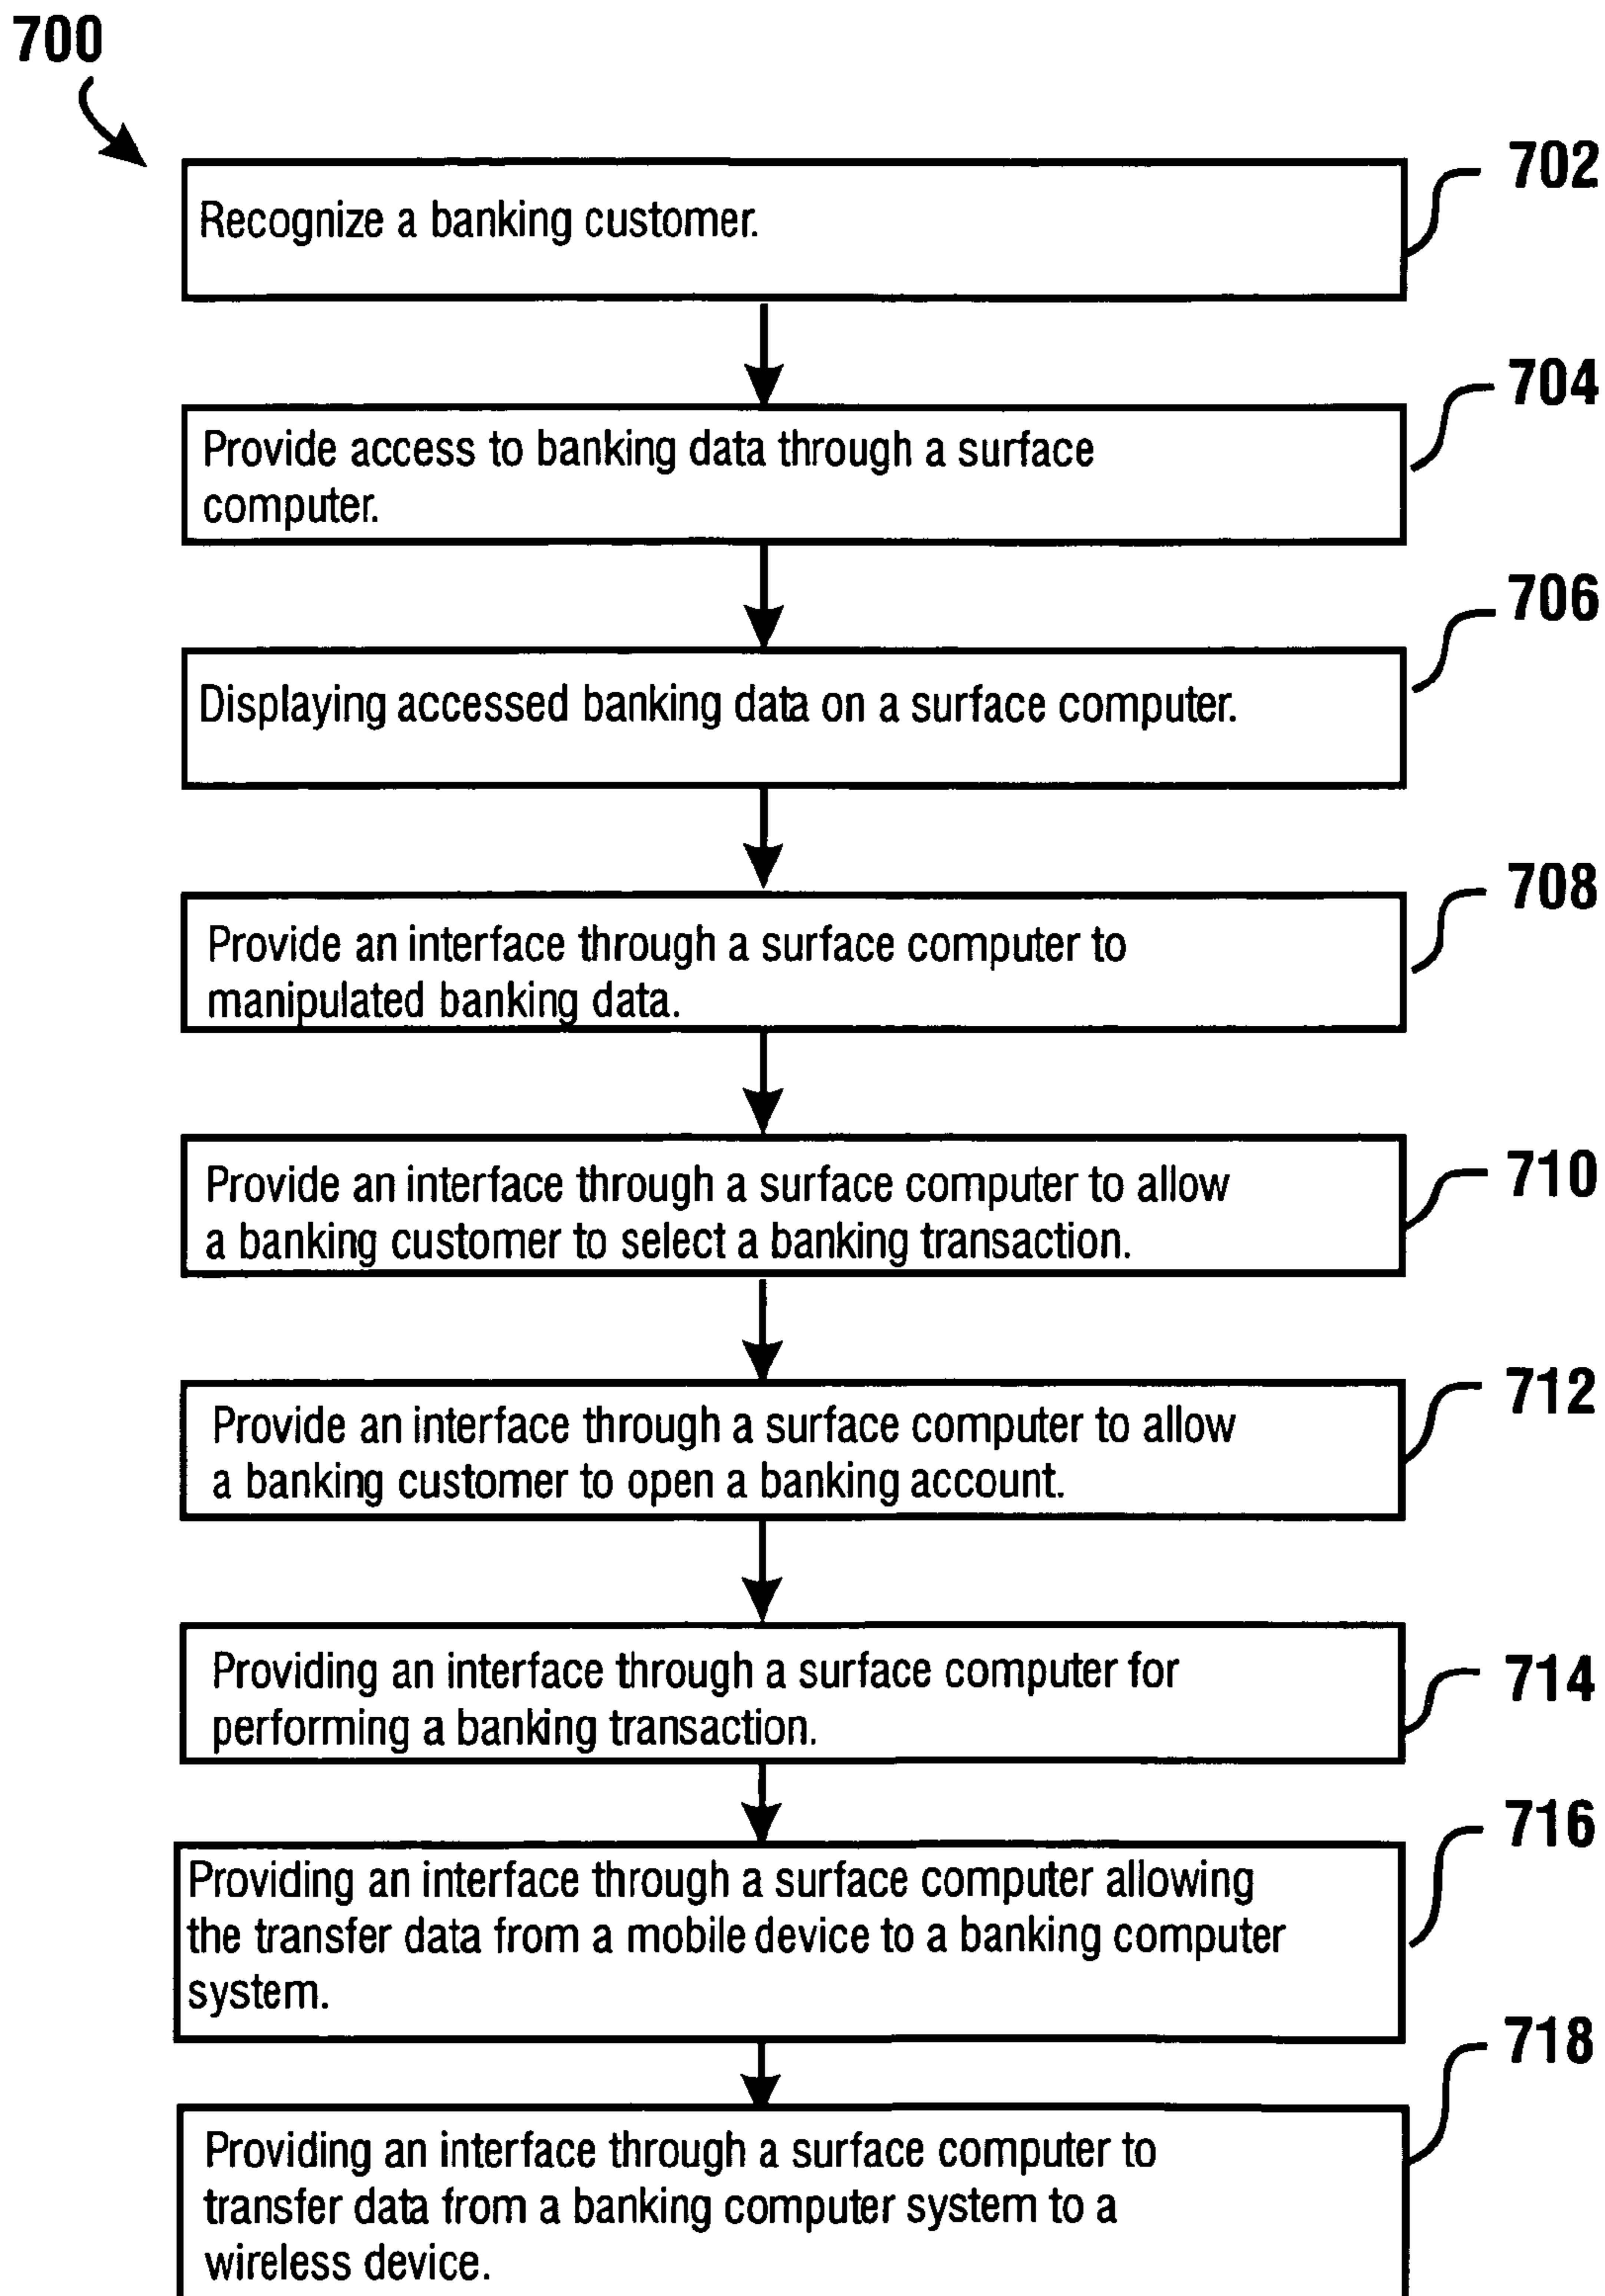 700
702
Recognize a banking customer.
704
Provide access to banking data through a surface
computer.
706
Displaying accessed banking data on a surface computer.
708
Provide an interface through a surface computer to
manipulated banking data.
710
Provide an interface through a surface computer to allow
a banking customer to select a banking transaction.
712
Provide an interface through a surface computer to allow
a banking customer to open a banking account.
714
Providing an interface through a surface computer for
performing a banking transaction.
716
Providing an interface through a surface computer allowing
the transfer data from a mobile device to a banking computer
system.
718
Providing an interface through a surface computer to
transfer data from a banking computer system to a
wireless device.